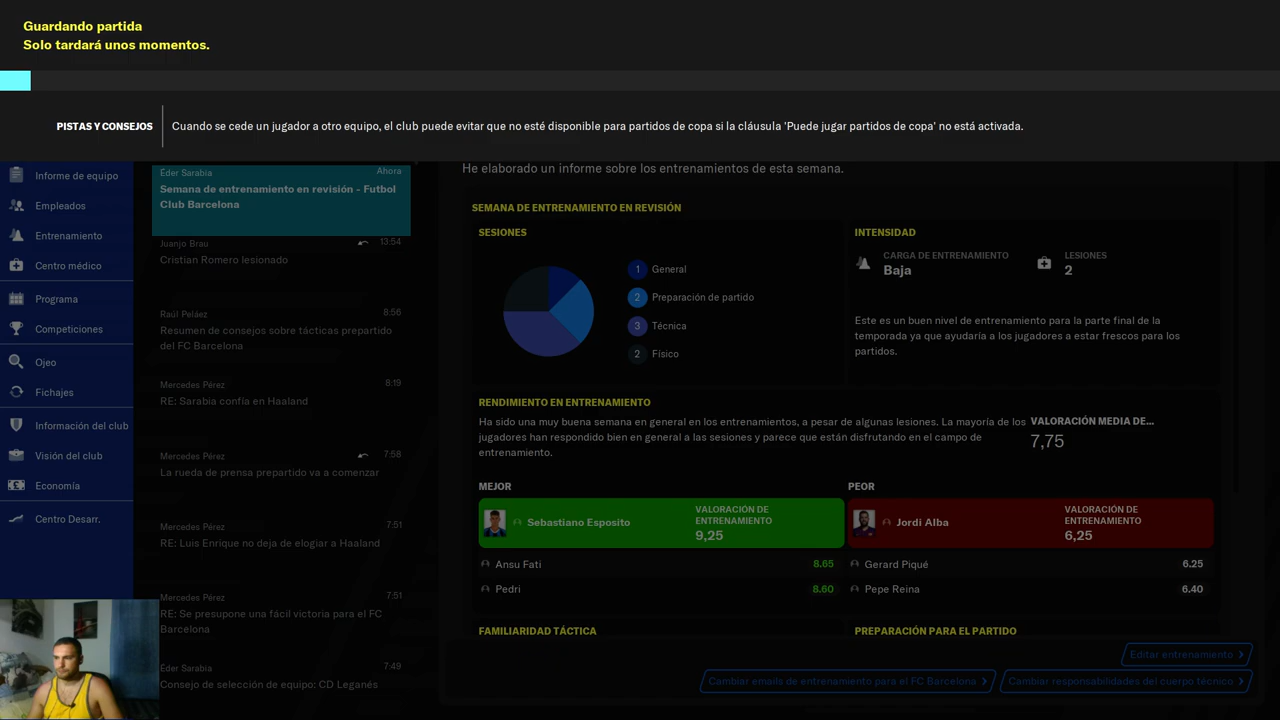 Guardando partida
Solo tardará unos momentos.
PISTAS Y CONSEJOS
Cuando se cede un jugador a otro equipo, el club puede evitar que no esté disponible para partidos de copa si la cláusula 'Puede jugar partidos de copa' no está activada.
Informe de equipo
Empleados
Entrenamiento
Centro médico
Programa
Competiciones
Ojeo
Fichajes
Información del club
Visión del club
Economía
Centro Desarr.
Éder Sarabia
Ahora
Semana de entrenamiento en revisión - Futbol
Club Barcelona
Juanjo Brau
13:54
Cristian Romero lesionado
Raúl Peláez
8:56
Resumen de consejos sobre tácticas prepartido
del FC Barcelona
Mercedes Pérez
8:19
RE: Sarabia confía en Haaland
Mercedes Pérez
7:58
La rueda de prensa prepartido va a comenzar
Mercedes Pérez
7:51
RE: Luis Enrique no deja de elogiar a Haaland
Mercedes Pérez
7:51
RE: Se presupone una fácil victoria para el FC
Barcelona
Éder Sarabia
7:49
Consejo de selección de equipo: CD Leganés
He elaborado un informe sobre los entrenamientos de esta semana.
SEMANA DE ENTRENAMIENTO EN REVISIÓN
SESIONES
1 General
2 Preparación de partido
3 Técnica
2 Físico
INTENSIDAD
CARGA DE ENTRENAMIENTO
Baja
LESIONES
2
Este es un buen nivel de entrenamiento para la parte final de la
temporada ya que ayudaría a los jugadores a estar frescos para los
partidos.
RENDIMIENTO EN ENTRENAMIENTO
Ha sido una muy buena semana en general en los entrenamientos, a pesar de algunas lesiones. La mayoría de los
jugadores han respondido bien en general a las sesiones y parece que están disfrutando en el campo de
entrenamiento.
VALORACIÓN MEDIA DE...
7,75
MEJOR
Sebastiano Esposito
VALORACIÓN DE
ENTRENAMIENTO
9,25
Ansu Fati 8.65
Pedri 8.60
PEOR
Jordi Alba
VALORACIÓN DE
ENTRENAMIENTO
6,25
Gerard Piqué 6.25
Pepe Reina 6.40
FAMILIARIDAD TÁCTICA
PREPARACIÓN PARA EL PARTIDO
Editar entrenamiento
Cambiar emails de entrenamiento para el FC Barcelona
Cambiar responsabilidades del cuerpo técnico